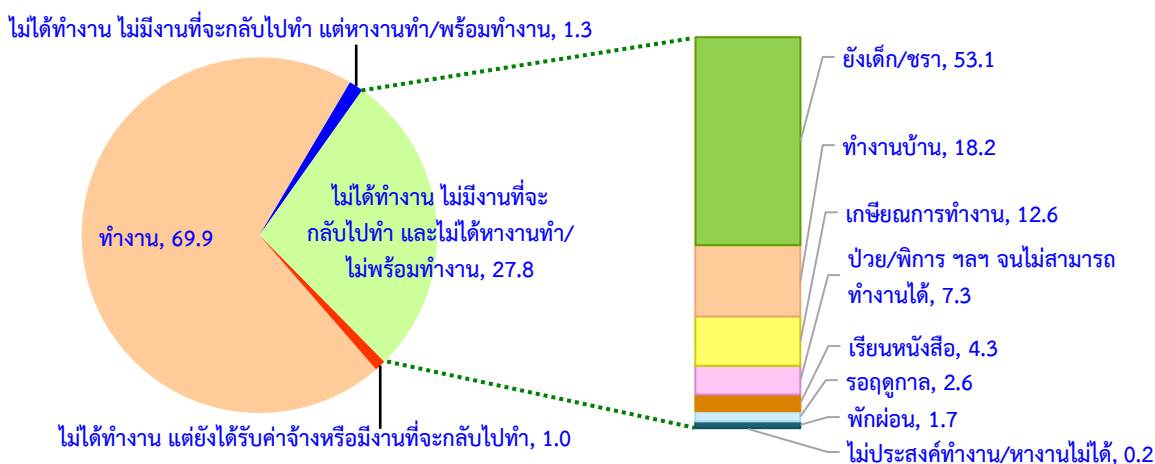 ไม่ได้ทำงาน ไม่มีงานที่จะกลับไปทำ แต่หางานทำ/พร้อมทำงาน, 1.3
ทำงาน, 69.9
ไม่ได้ทำงาน ไม่มีงานที่จะ
กลับไปทำ และไม่ได้หางานทำ/
ไม่พร้อมทำงาน, 27.8
ไม่ได้ทำงาน แต่ยังได้รับค่าจ้างหรือมีงานที่จะกลับไปทำ, 1.0
ยังเด็ก/ชรา, 53.1
ทำงานบ้าน, 18.2
เกษียณการทำงาน, 12.6
ป่วย/พิการ ฯลฯ จนไม่สามารถ
ทำงานได้, 7.3
เรียนหนังสือ, 4.3
รอฤดูกาล, 2.6
พักผ่อน, 1.7
ไม่ประสงค์ทำงาน/หางานไม่ได้, 0.2